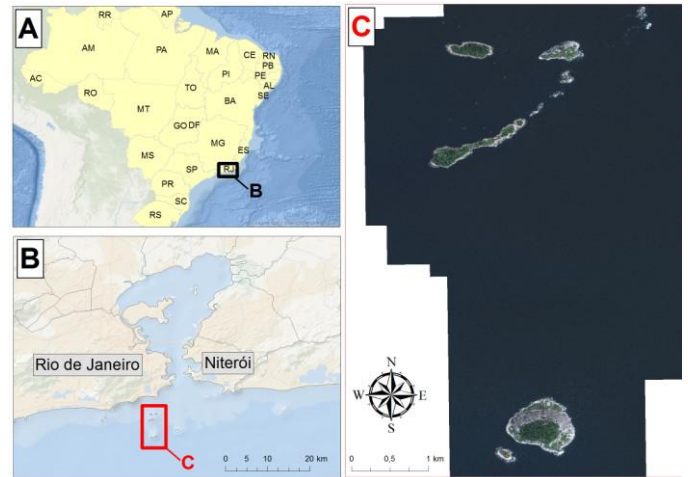 A
RR
AP
AM
PA
MA
CE
RN
PB
PE
AL
SE
PI
AC
RO
TO
BA
MT
GO
DF
MG
ES
MS
SP
RJ
PR
SC
RS
B
B
Rio de Janeiro
Niterói
C
0 10 20 km
C
N
W E
S
0 0,5 1 km